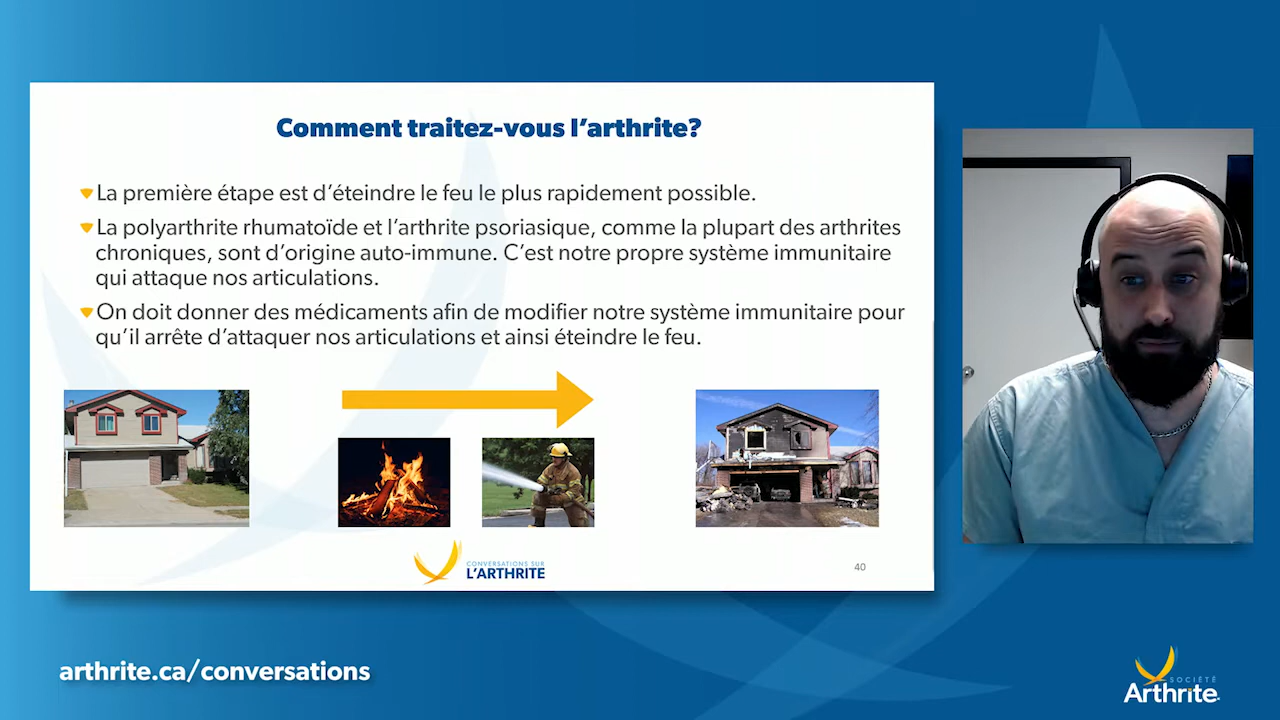 Comment traitez-vous l'arthrite?
La première étape est d'éteindre le feu le plus rapidement possible.
La polyarthrite rhumatoïde et l'arthrite psoriasique, comme la plupart des arthrites
chroniques, sont d'origine auto-immune. C'est notre propre système immunitaire
qui attaque nos articulations.
On doit donner des médicaments afin de modifier notre système immunitaire pour
qu'il arrête d'attaquer nos articulations et ainsi éteindre le feu.
CONVERSATIONS SUR
L'ARTHRITE
40
arthrite.ca/conversations
SOCIÉTÉ
Arthrite